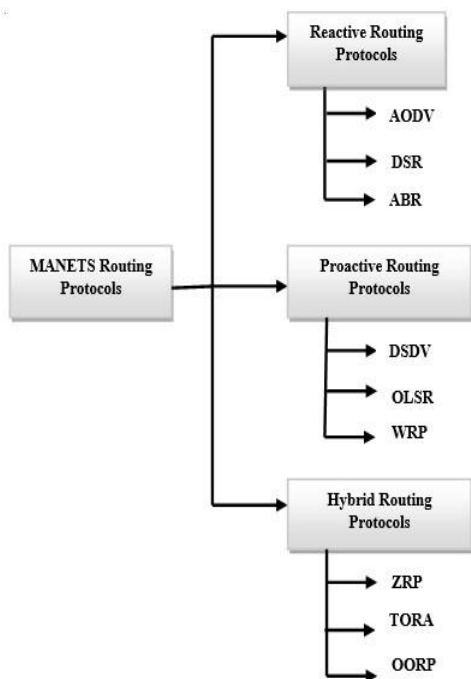 Reactive Routing
Protocols
AODV
DSR
ABR
MANETS Routing
Protocols
Proactive Routing
Protocols
DSDV
OLSR
WRP
Hybrid Routing
Protocols
ZRP
TORA
OORP